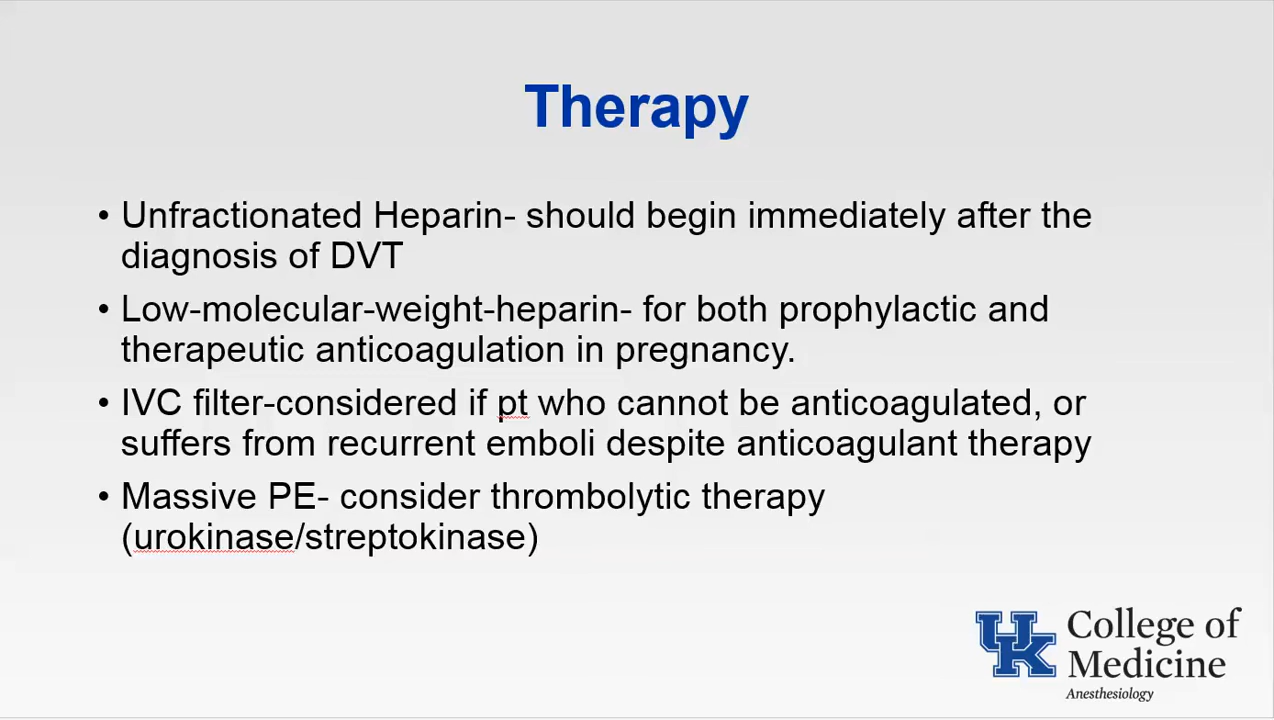 Therapy
• Unfractionated Heparin- should begin immediately after the
diagnosis of DVT
• Low-molecular-weight-heparin- for both prophylactic and
therapeutic anticoagulation in pregnancy.
• IVC filter-considered if pt who cannot be anticoagulated, or
suffers from recurrent emboli despite anticoagulant therapy
• Massive PE- consider thrombolytic therapy
(urokinase/streptokinase)
UK
College of
Medicine
Anesthesiology